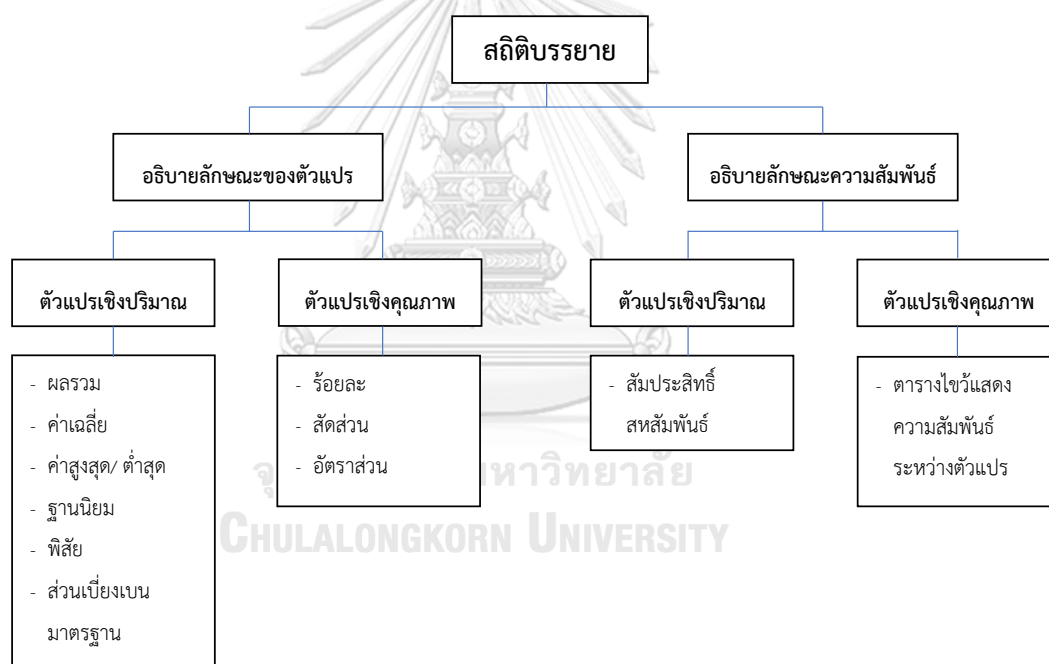 สถิติบรรยาย
อธิบายลักษณะของตัวแปร
อธิบายลักษณะความสัมพันธ์
ตัวแปรเชิงปริมาณ
ตัวแปรเชิงคุณภาพ
ตัวแปรเชิงปริมาณ
ตัวแปรเชิงคุณภาพ
- ผลรวม
- ค่าเฉลี่ย
- ค่าสูงสุด/ ต่ำสุด
- ฐานนิยม
- พิสัย
- ส่วนเบี่ยงเบน
มาตรฐาน
- ร้อยละ
- สัดส่วน
- อัตราส่วน
- สัมประสิทธิ์
สหสัมพันธ์
- ตารางไขว้แสดง
ความสัมพันธ์
ระหว่างตัวแปร
มหาวิทยาลัย
CHULALONGKORN UNIVERSITY